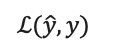 ℒ(ŷ, y)